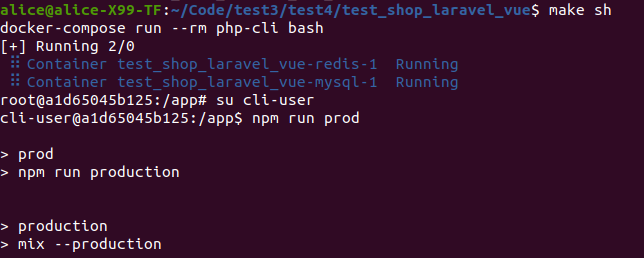 alice@alice-X99-TF:~/Code/test3/test4/test_shop_laravel_vue$ make sh
docker-compose run --rm php-cli bash
[+] Running 2/0
⠿ Container test_shop_laravel_vue-redis-1  Running
⠿ Container test_shop_laravel_vue-mysql-1  Running
root@a1d65045b125:/app# su cli-user
cli-user@a1d65045b125:/app$ npm run prod
> prod
> npm run production
> production
> mix --production